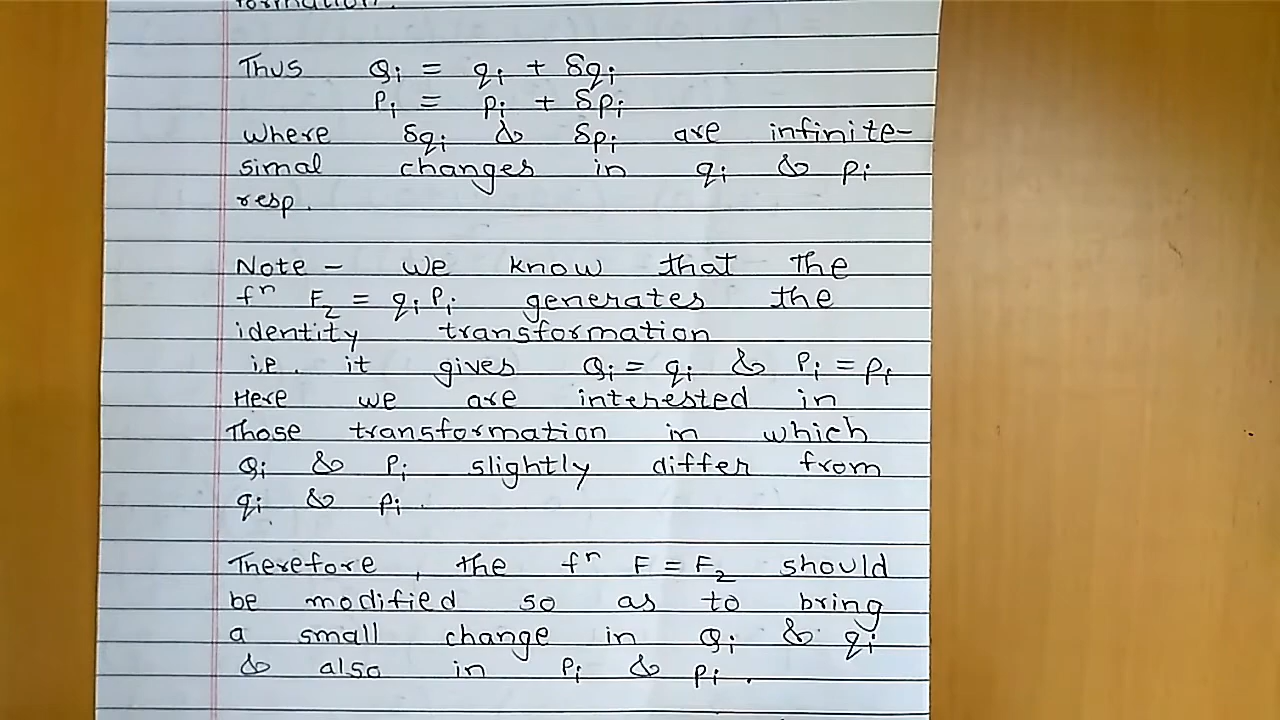 formation.
Thus Qi = qi + δqi
Pi = pi + δpi
where δqi & δpi are infinite-
simal changes in qi & pi
resp.
Note - we know that the
fⁿ F₂ = qi Pi generates the
identity transformation
i.e. it gives Qi = qi & Pi = pi
Here we are interested in
Those transformation in which
Qi & Pi slightly differ from
qi & pi.
Therefore, the fⁿ F = F₂ should
be modified so as to bring
a small change in Qi & qi
& also in Pi & pi.